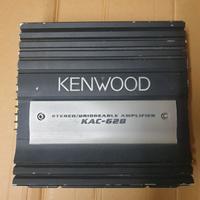 KENWOOD
STEREO/BRIDGEABLE AMPLIFIER
KAC-628